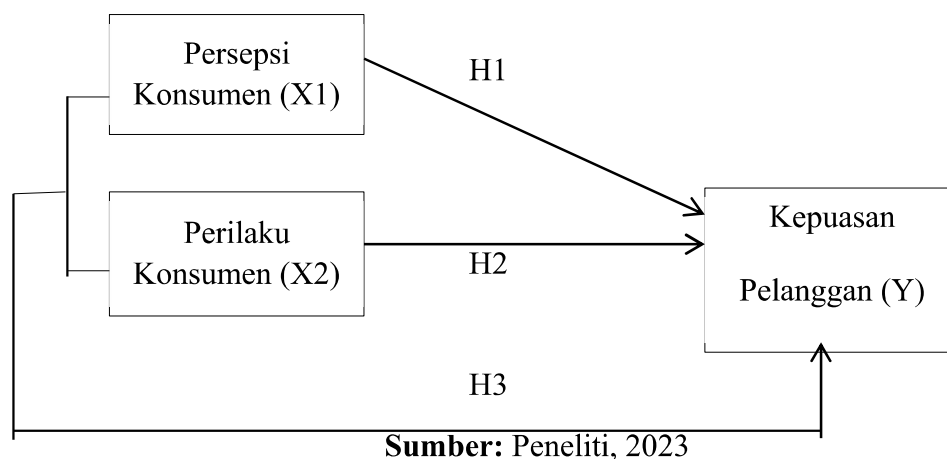 Persepsi
Konsumen (X1)
H1
Perilaku
Konsumen (X2)
H2
Kepuasan
Pelanggan (Y)
H3
Sumber: Peneliti, 2023